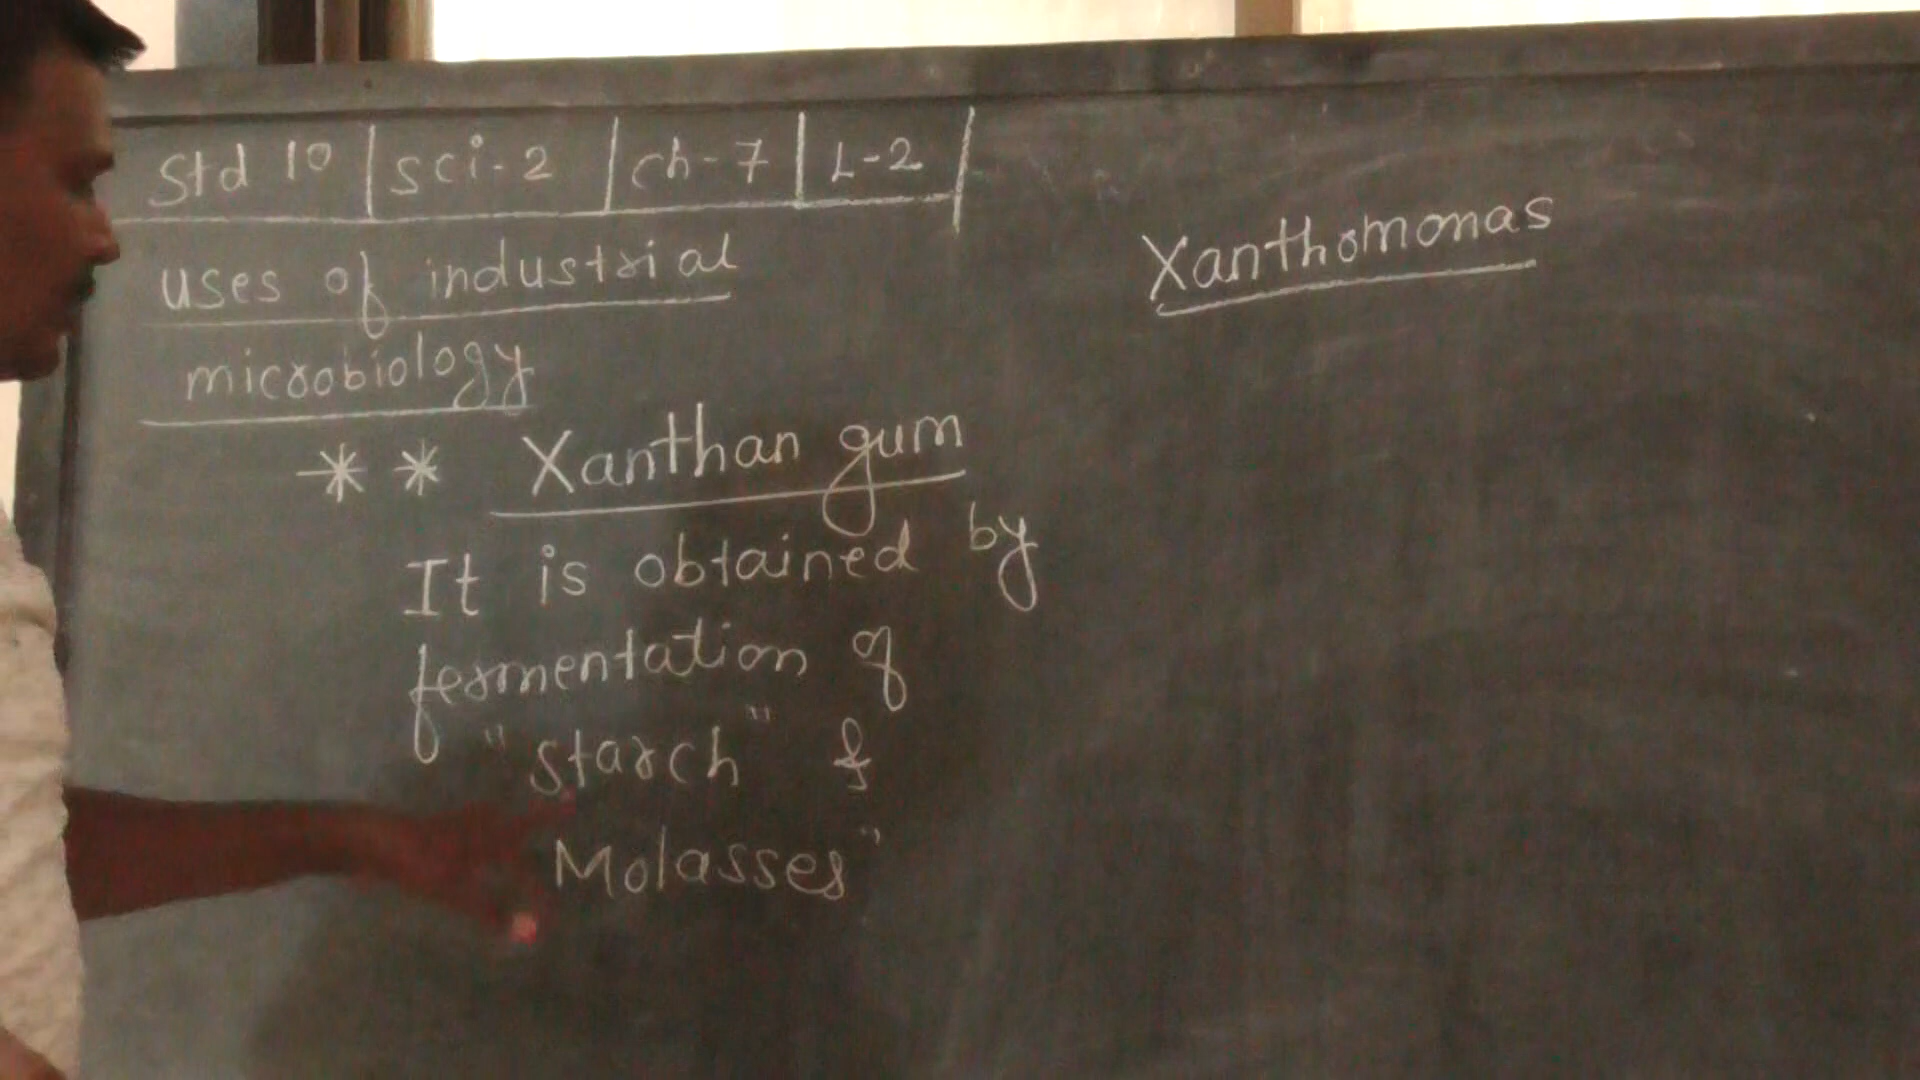 Std 10 | Sci-2 | Ch-7 | L-2 |
uses of industrial
microbiology
** Xanthan gum
It is obtained by
fermentation of
"starch" &
Molasses"
Xanthomonas